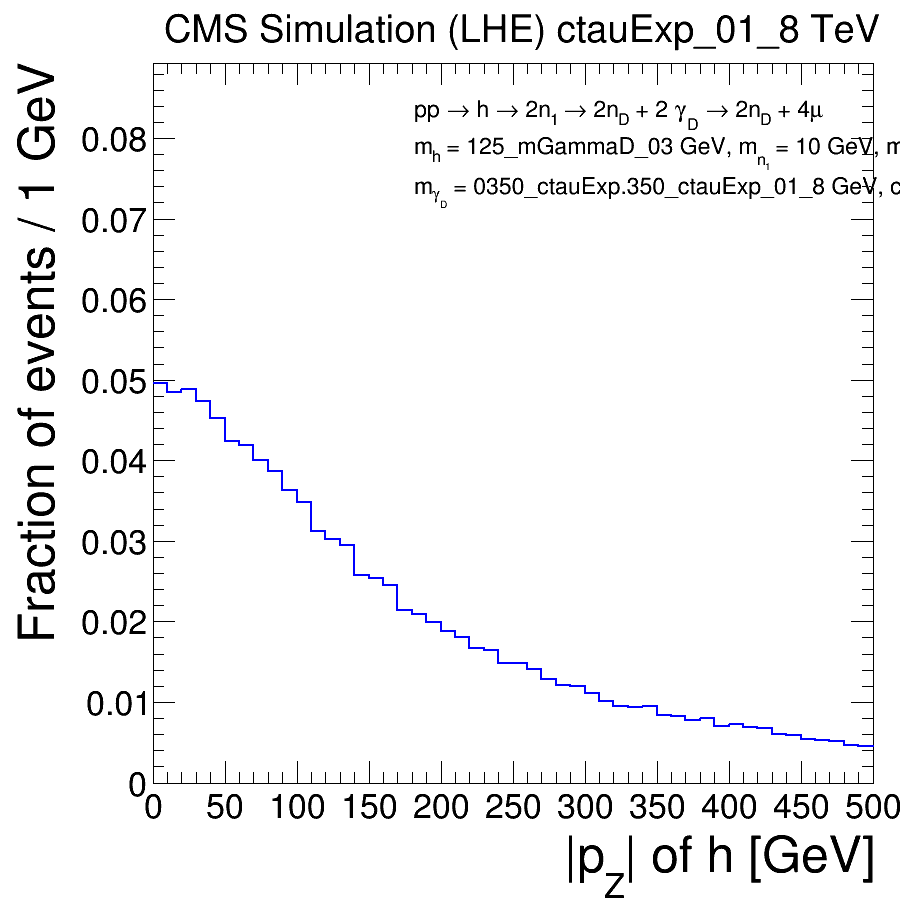 CMS Simulation (LHE) ctauExp_01_8 TeV
pp → h → 2n1 → 2nD + 2 γD → 2nD + 4μ
mh = 125_mGammaD_03 GeV, mn1 = 10 GeV, m
mγD = 0350_ctauExp.350_ctauExp_01_8 GeV, c
Fraction of events / 1 GeV
0.08
0.07
0.06
0.05
0.04
0.03
0.02
0.01
0
0 50 100 150 200 250 300 350 400 450 500
|pZ| of h [GeV]